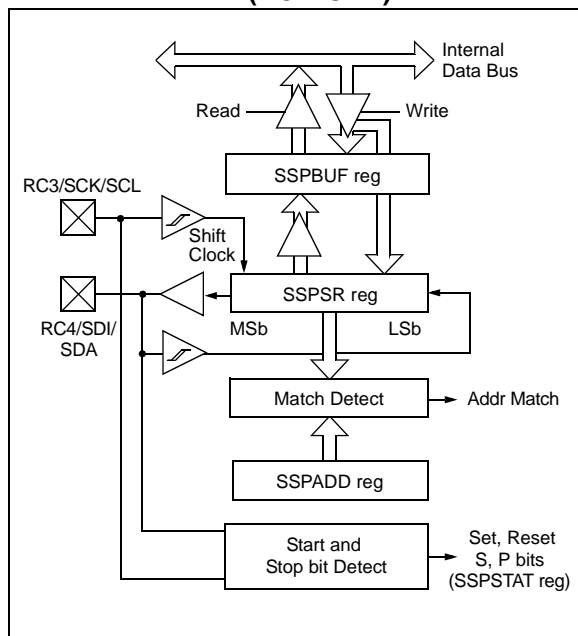 Internal
Data Bus
Read
Write
SSPBUF reg
RC3/SCK/SCL
Shift
Clock
SSPSR reg
MSb
LSb
RC4/SDI/
SDA
Match Detect
Addr Match
SSPADD reg
Start and
Stop bit Detect
Set, Reset
S, P bits
(SSPSTAT reg)